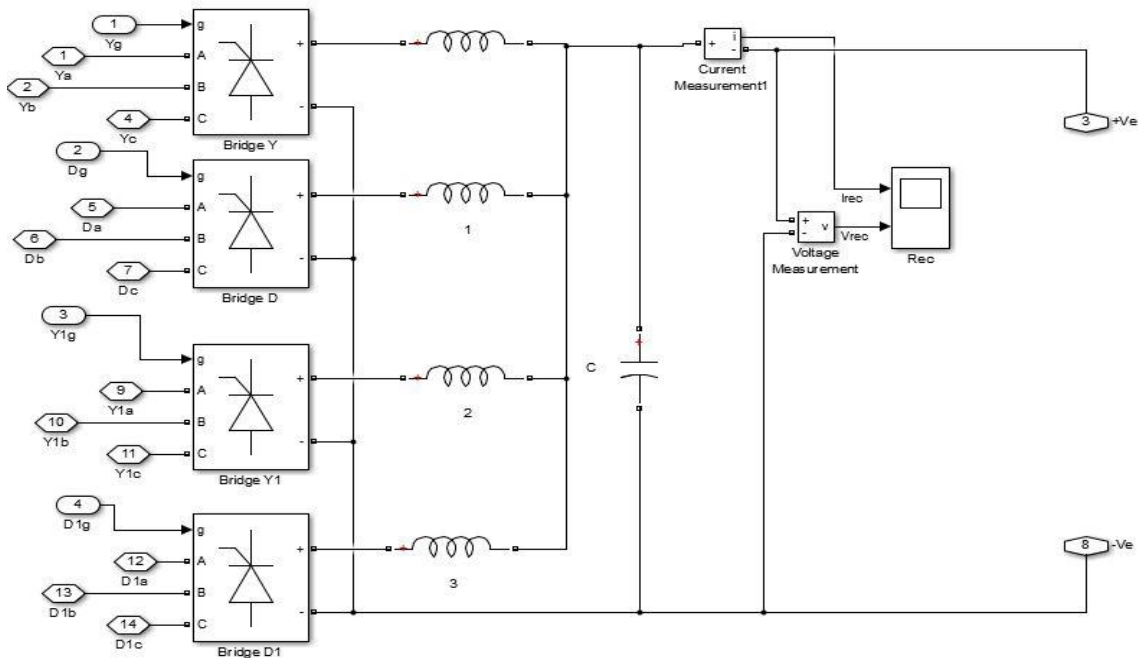 1
Yg
1
Ya
2
Yb
4
Yc
g
A
B
C
+
-
Bridge Y
+
2
Dg
5
Da
6
Db
7
Dc
g
A
B
C
+
-
Bridge D
+
1
3
Y1g
9
Y1a
10
Y1b
11
Y1c
g
A
B
C
+
-
Bridge Y1
+
2
4
D1g
12
D1a
13
D1b
14
D1c
g
A
B
C
+
-
Bridge D1
+
3
+
C
+
i
-
Current
Measurement1
3
+Ve
Irec
+
-
v
Vrec
Voltage
Measurement
Rec
8
-Ve